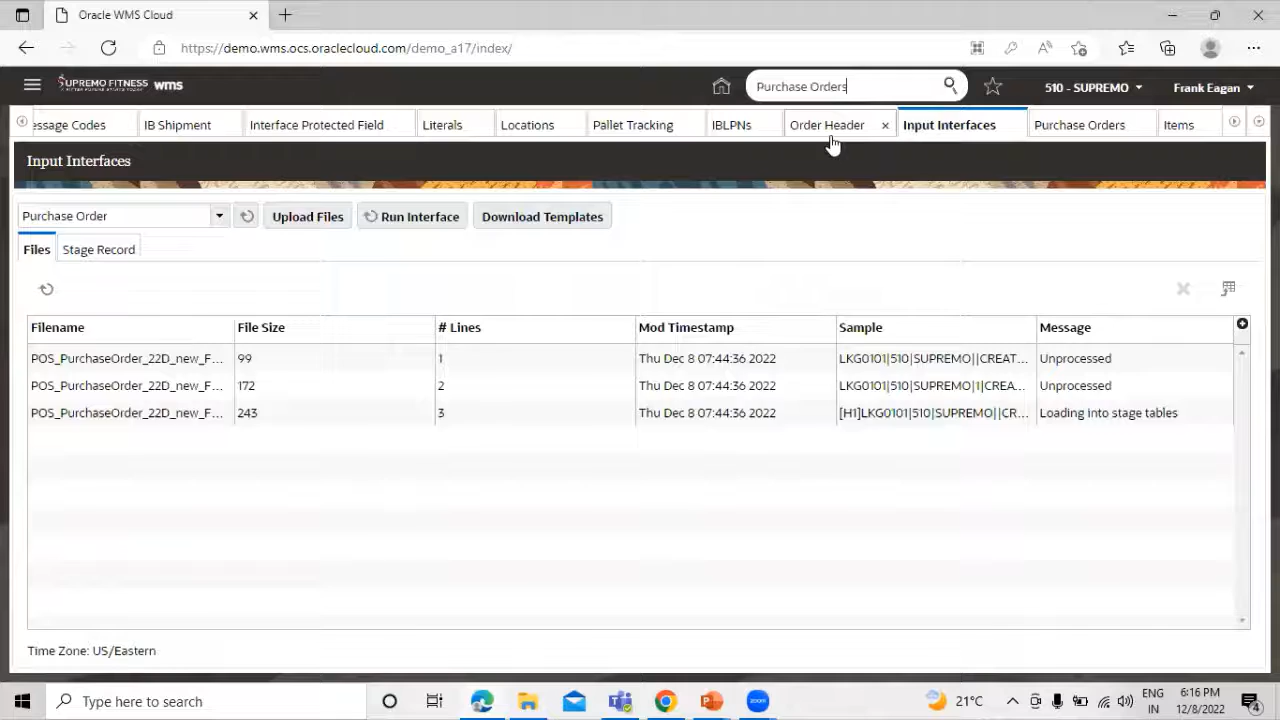 Oracle WMS Cloud
https://demo.wms.ocs.oraclecloud.com/demo_a17/index/
SUPREMO FITNESS wms
Purchase Orders
510 - SUPREMO
Frank Eagan
essage Codes
IB Shipment
Interface Protected Field
Literals
Locations
Pallet Tracking
IBLPNs
Order Header
Input Interfaces
Purchase Orders
Items
Input Interfaces
Purchase Order
Upload Files
Run Interface
Download Templates
Files
Stage Record
Filename File Size # Lines Mod Timestamp Sample Message
POS_PurchaseOrder_22D_new_F... 99 1 Thu Dec 8 07:44:36 2022 LKG0101|510|SUPREMO||CREAT... Unprocessed
POS_PurchaseOrder_22D_new_F... 172 2 Thu Dec 8 07:44:36 2022 LKG0101|510|SUPREMO|1|CREA... Unprocessed
POS_PurchaseOrder_22D_new_F... 243 3 Thu Dec 8 07:44:36 2022 [H1]LKG0101|510|SUPREMO||CR... Loading into stage tables
Time Zone: US/Eastern
Type here to search
21°C
ENG
IN
6:16 PM
12/8/2022
4